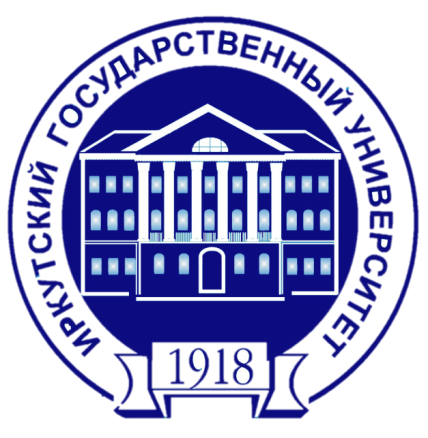 ИРКУТСКИЙ ГОСУДАРСТВЕННЫЙ УНИВЕРСИТЕТ
1918